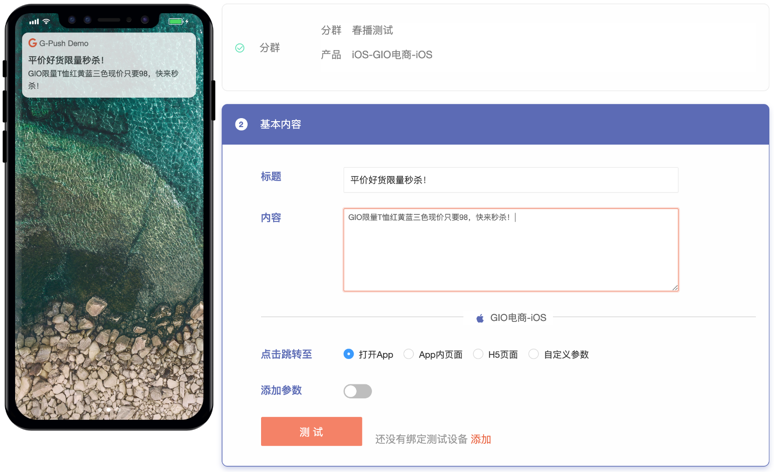 G-Push Demo
平价好货限量秒杀！
GIO限量T恤红黄蓝三色现价只要98，快来秒
杀！
分群
分群 春播测试
产品 iOS-GIO电商-iOS
2 基本内容
标题 平价好货限量秒杀！
内容 GIO限量T恤红黄蓝三色现价只要98，快来秒杀！
GIO电商-iOS
点击跳转至 打开App App内页面 H5页面 自定义参数
添加参数
测 试 还没有绑定测试设备 添加